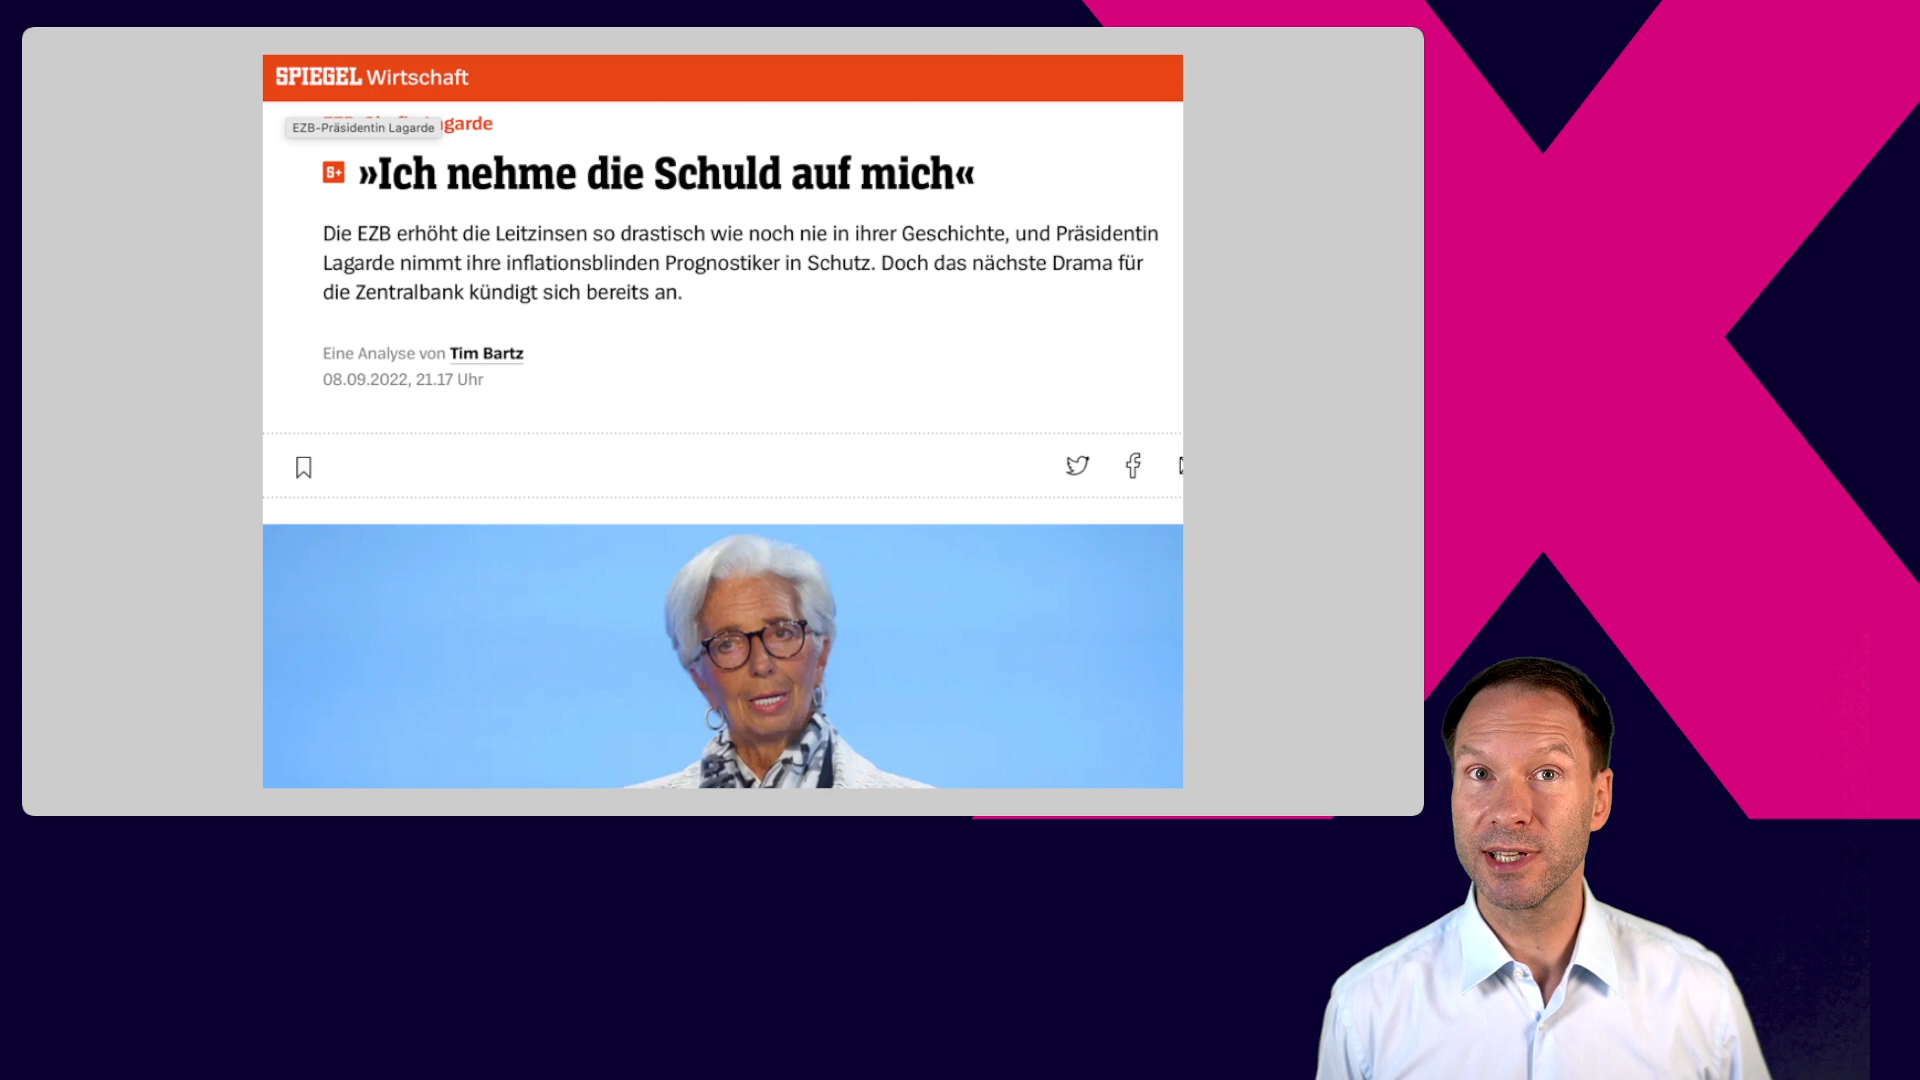 SPIEGEL Wirtschaft
EZB-Präsidentin Lagarde
»Ich nehme die Schuld auf mich«
Die EZB erhöht die Leitzinsen so drastisch wie noch nie in ihrer Geschichte, und Präsidentin
Lagarde nimmt ihre inflationsblinden Prognostiker in Schutz. Doch das nächste Drama für
die Zentralbank kündigt sich bereits an.
Eine Analyse von Tim Bartz
08.09.2022, 21.17 Uhr